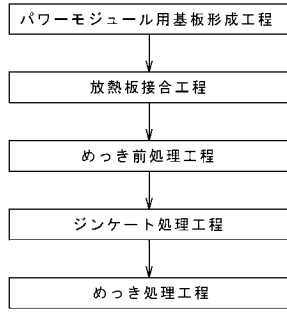 パワーモジュール用基板形成工程
放熱板接合工程
めっき前処理工程
ジンケート処理工程
めっき処理工程